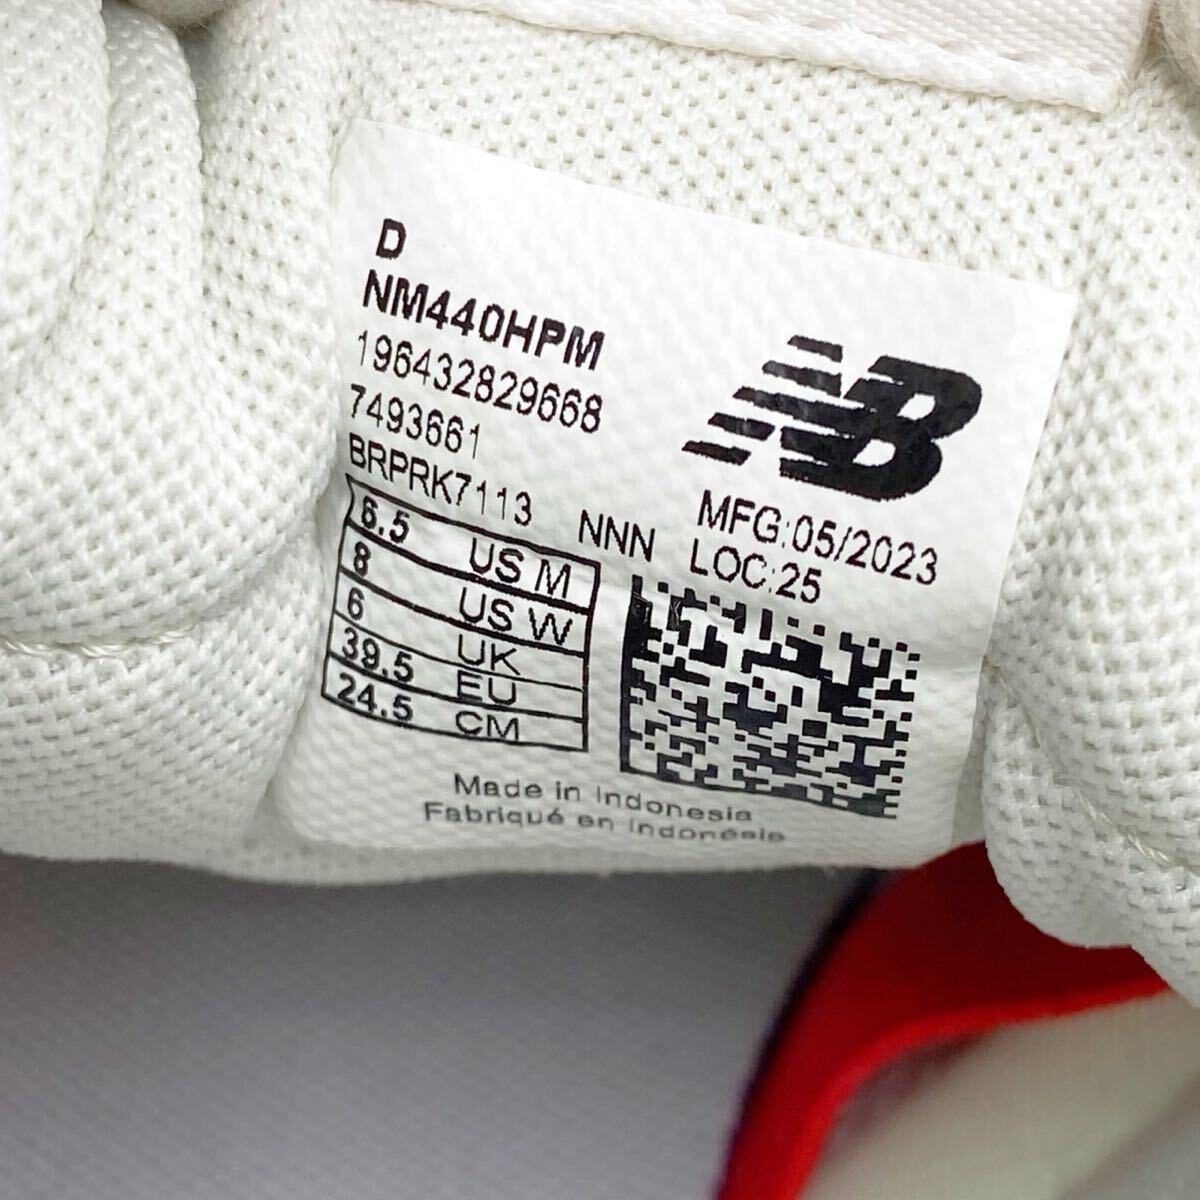 D
NM440HPM
196432829668
7493661
BRPRK7113 NNN
NB
MFG:05/2023
LOC:25
6.5 US M
8 US W
6 UK
39.5 EU
24.5 CM
Made in Indonesia
Fabriqué en Indonésie